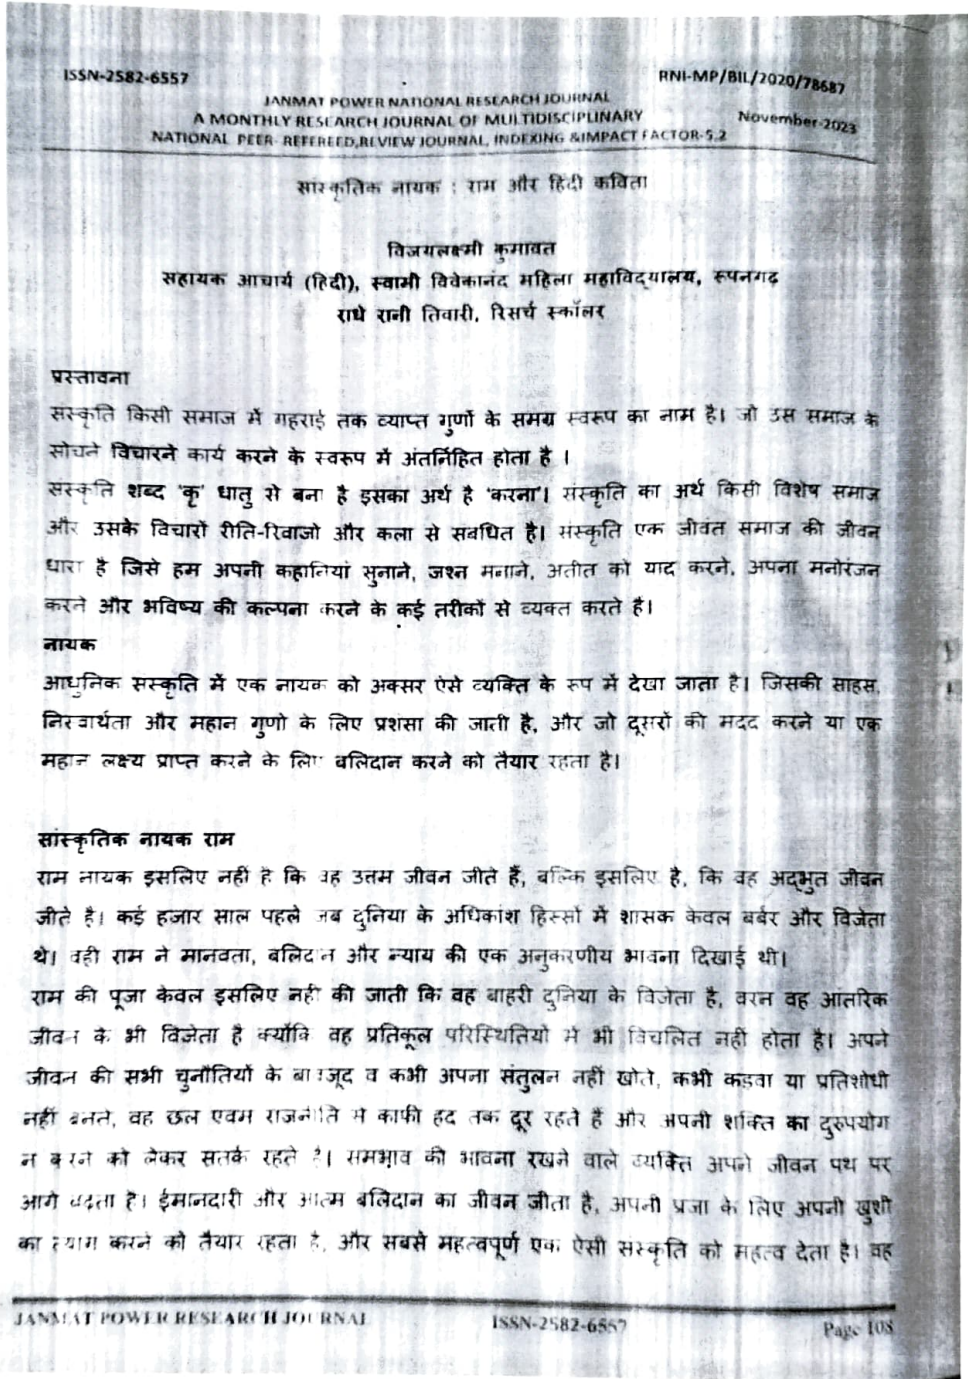 ISSN-2582-6557
RNI-MP/BIL/2020/78687
JANMAT POWER NATIONAL RESEARCH JOURNAL
A MONTHLY RESEARCH JOURNAL OF MULTIDISCIPLINARY
November-2023
NATIONAL PEER- REFEREED,REVIEW JOURNAL, INDEXING &IMPACT FACTOR-5.2
सांस्कृतिक नायक : राम और हिंदी कविता
विजयलक्ष्मी कुमावत
सहायक आचार्य (हिंदी), स्वामी विवेकानंद महिला महाविद्यालय, रूपनगढ़
राधे रानी तिवारी, रिसर्च स्कॉलर
प्रस्तावना
संस्कृति किसी समाज में गहराई तक व्याप्त गुणों के समग्र स्वरूप का नाम है। जो उस समाज के
सोचने विचारने कार्य करने के स्वरूप में अंतर्निहित होता है ।
संस्कृति शब्द 'कृ' धातु से बना है इसका अर्थ है 'करना'। संस्कृति का अर्थ किसी विशेष समाज
और उसके विचारों रीति-रिवाजो और कला से संबंधित है। संस्कृति एक जीवंत समाज की जीवन
धारा है जिसे हम अपनी कहानियां सुनाने, जश्न मनाने, अतीत को याद करने, अपना मनोरंजन
करने और भविष्य की कल्पना करने के कई तरीकों से व्यक्त करते हैं।
नायक
आधुनिक संस्कृति में एक नायक को अक्सर ऐसे व्यक्ति के रूप में देखा जाता है। जिसकी साहस,
निस्वार्थता और महान गुणो के लिए प्रशंसा की जाती है, और जो दूसरों की मदद करने या एक
महान लक्ष्य प्राप्त करने के लिए बलिदान करने को तैयार रहता है।
सांस्कृतिक नायक राम
राम नायक इसलिए नहीं है कि वह उत्तम जीवन जीते हैं, बल्कि इसलिए है, कि वह अद्भुत जीवन
जीते है। कई हजार साल पहले जब दुनिया के अधिकांश हिस्सों में शासक केवल बर्बर और विजेता
थे। वही राम ने मानवता, बलिदान और न्याय की एक अनुकरणीय भावना दिखाई थी।
राम की पूजा केवल इसलिए नहीं की जाती कि वह बाहरी दुनिया के विजेता है, वरन वह आंतरिक
जीवन के भी विजेता है क्योंकि वह प्रतिकूल परिस्थितियों में भी विचलित नही होता है। अपने
जीवन की सभी चुनौतियों के बावजूद व कभी अपना संतुलन नहीं खोते, कभी कड़वा या प्रतिशोधी
नहीं बनते, वह छल एवम राजनीति से काफी हद तक दूर रहते हैं और अपनी शक्ति का दुरुपयोग
न करने को लेकर सतर्क रहते है। समभाव की भावना रखने वाले व्यक्ति अपने जीवन पथ पर
आगे बढ़ता है। ईमानदारी और आत्म बलिदान का जीवन जीता है, अपनी प्रजा के लिए अपनी खुशी
का त्याग करने को तैयार रहता है, और सबसे महत्वपूर्ण एक ऐसी संस्कृति को महत्व देता है। वह
JANMAT POWER RESEARCH JOURNAL
ISSN-2582-6557
Page 108